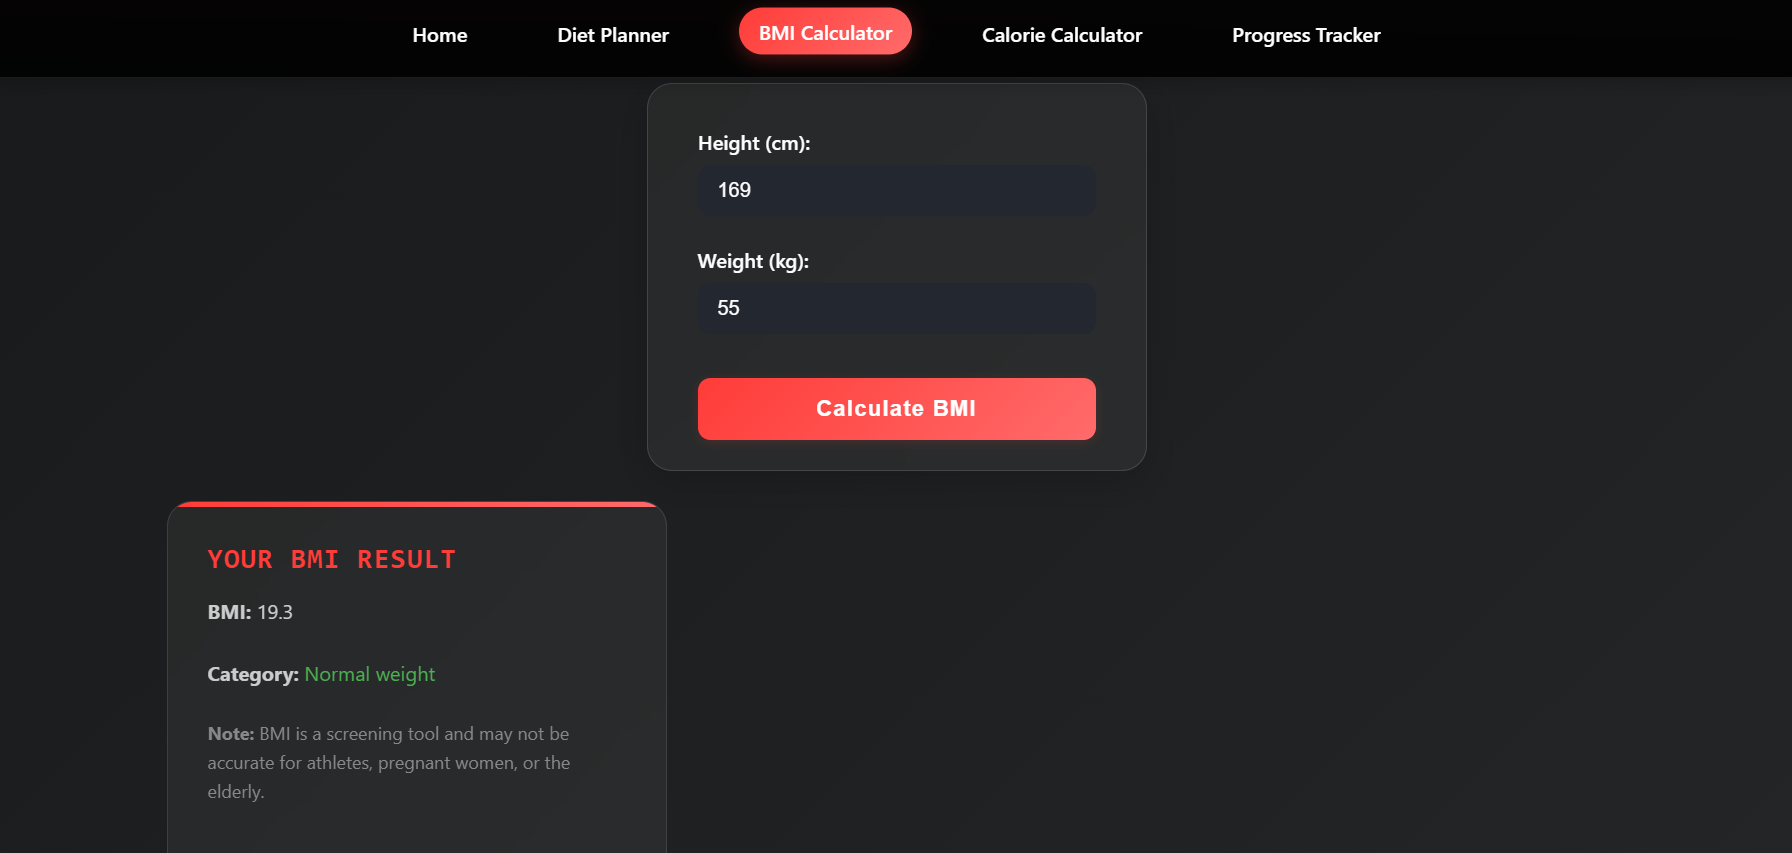 Home Diet Planner BMI Calculator Calorie Calculator Progress Tracker
Height (cm):
169
Weight (kg):
55
Calculate BMI
YOUR BMI RESULT
BMI: 19.3
Category: Normal weight
Note: BMI is a screening tool and may not be
accurate for athletes, pregnant women, or the
elderly.